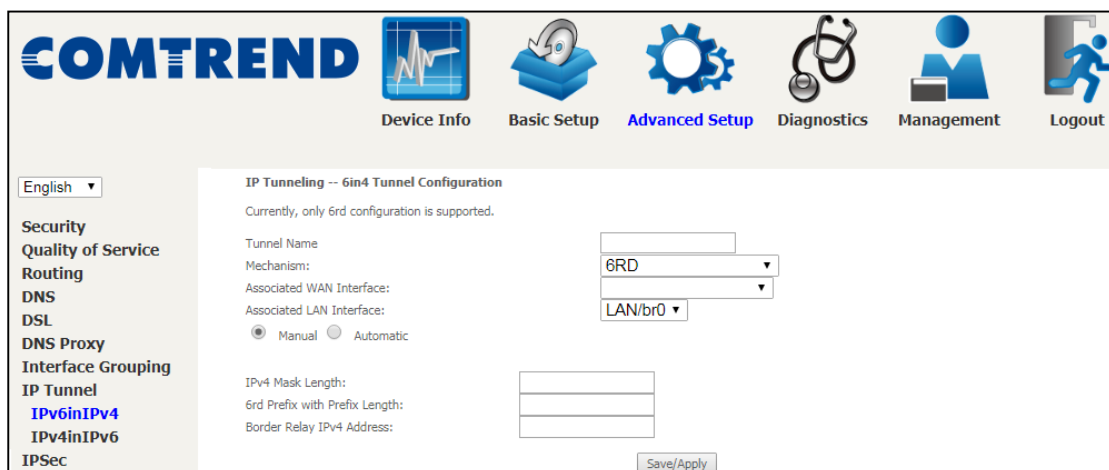 COMTREND
Device Info
Basic Setup
Advanced Setup
Diagnostics
Management
Logout
English
Security
Quality of Service
Routing
DNS
DSL
DNS Proxy
Interface Grouping
IP Tunnel
IPv6inIPv4
IPv4inIPv6
IPSec
IP Tunneling -- 6in4 Tunnel Configuration
Currently, only 6rd configuration is supported.
Tunnel Name
Mechanism: 6RD
Associated WAN Interface:
Associated LAN Interface: LAN/br0
Manual Automatic
IPv4 Mask Length:
6rd Prefix with Prefix Length:
Border Relay IPv4 Address:
Save/Apply